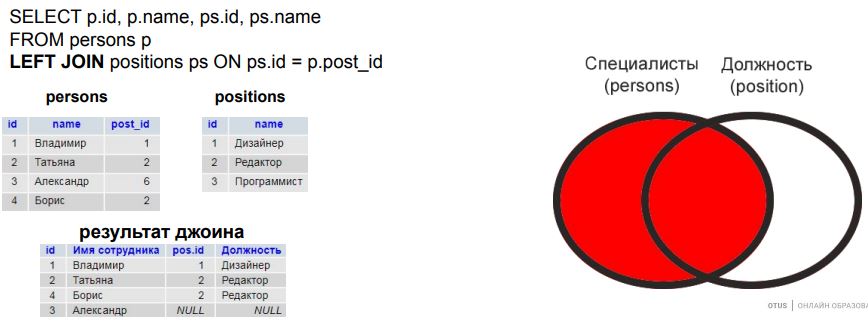 SELECT p.id, p.name, ps.id, ps.name
FROM persons p
LEFT JOIN positions ps ON ps.id = p.post_id
persons
id name post_id
1 Владимир 1
2 Татьяна 2
3 Александр 6
4 Борис 2
positions
id name
1 Дизайнер
2 Редактор
3 Программист
результат джоина
id Имя сотрудника pos.id Должность
1 Владимир 1 Дизайнер
2 Татьяна 2 Редактор
4 Борис 2 Редактор
3 Александр NULL NULL
Специалисты
(persons)
Должность
(position)
OTUS | ОНЛАЙН ОБРАЗОВА